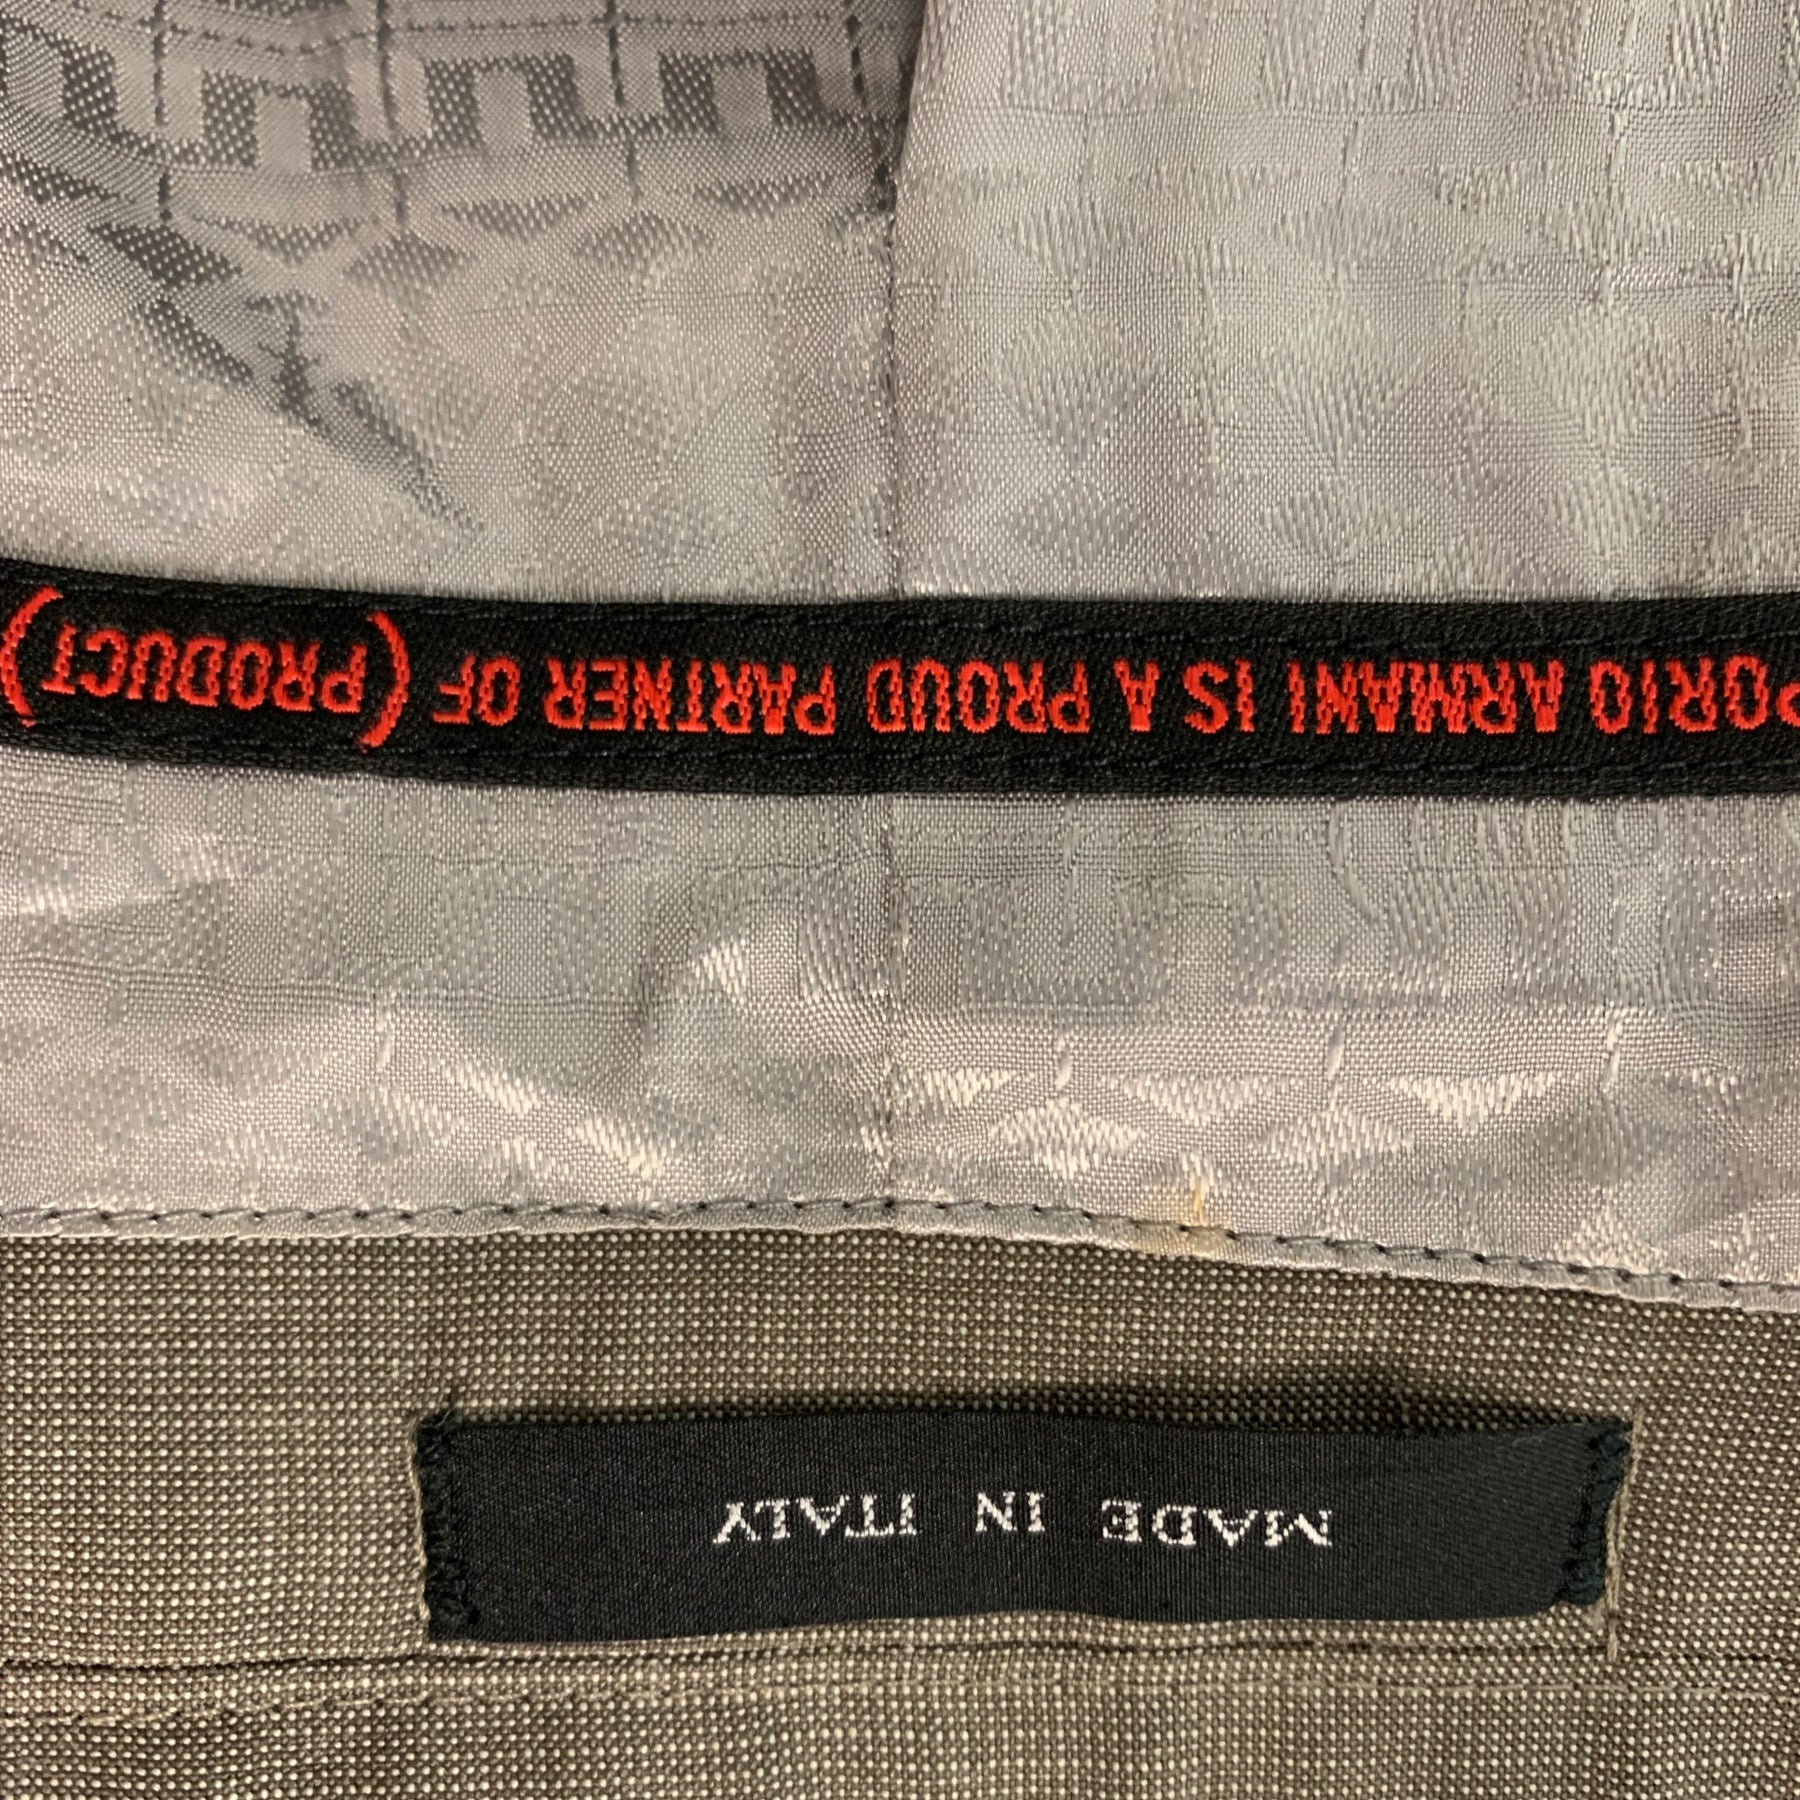 MADE IN ITALY
PORIO ARMANI IS A PROUD PARTNER OF (PRODUCT)